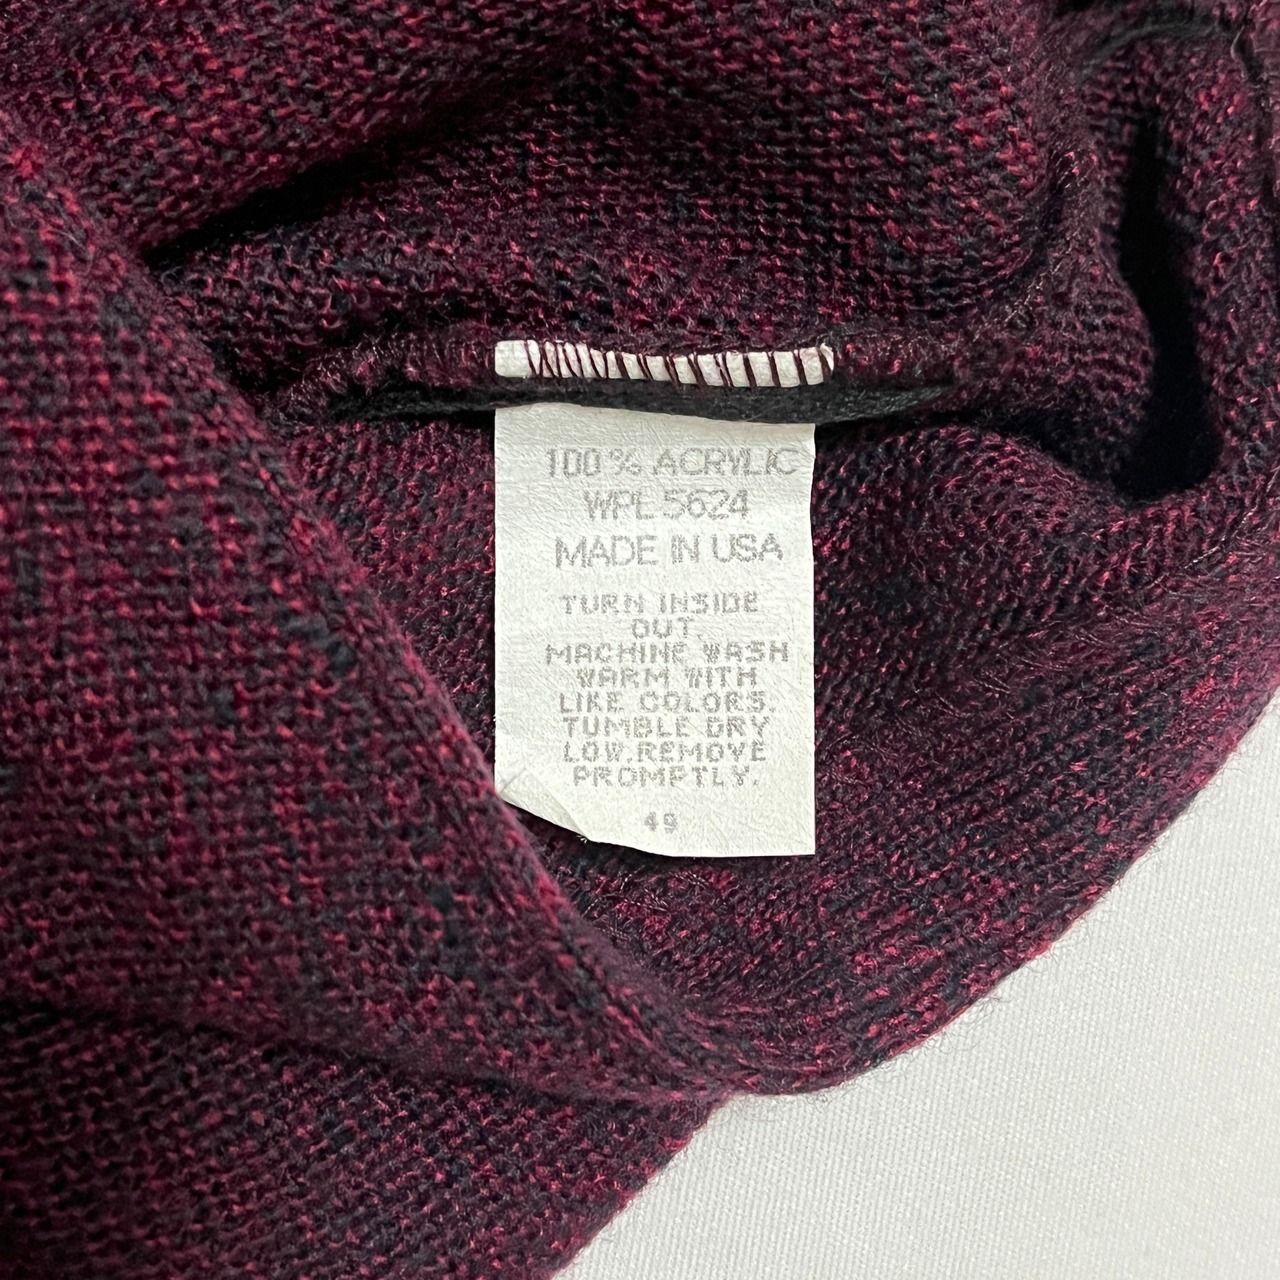 100 % ACRYLIC
WPL 5624
MADE IN USA
TURN INSIDE
OUT.
MACHINE WASH
WARM WITH
LIKE COLORS.
TUMBLE DRY
LOW.REMOVE
PROMPTLY.
49